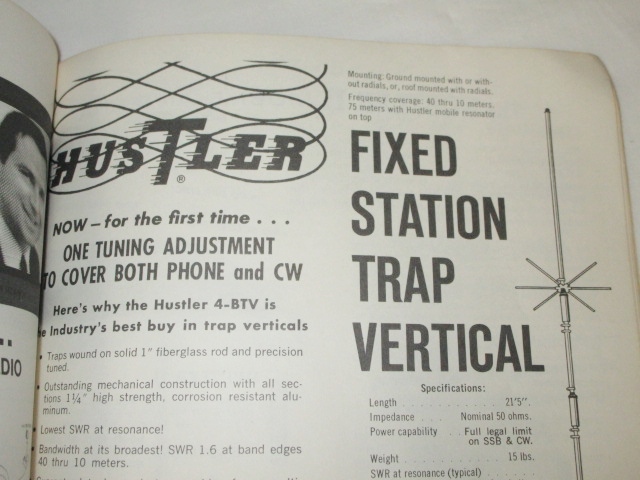 HUSTLER
®
NOW – for the first time . . .
ONE TUNING ADJUSTMENT
TO COVER BOTH PHONE and CW
Here's why the Hustler 4-BTV is
the Industry's best buy in trap verticals
• Traps wound on solid 1" fiberglass rod and precision
tuned.
• Outstanding mechanical construction with all sec-
tions 1¼" high strength, corrosion resistant alu-
minum.
• Lowest SWR at resonance!
• Bandwidth at its broadest! SWR 1.6 at band edges
40 thru 10 meters.
Mounting: Ground mounted with or with-
out radials, or, roof mounted with radials.
Frequency coverage: 40 thru 10 meters,
75 meters with Hustler mobile resonator
on top
FIXED
STATION
TRAP
VERTICAL
Specifications:
Length . . . . . . . . . . . 21'5".
Impedance . . . Nominal 50 ohms.
Power capability . . Full legal limit
on SSB & CW.
Weight . . . . . . . . . . 15 lbs.
SWR at resonance (typical) . . . .